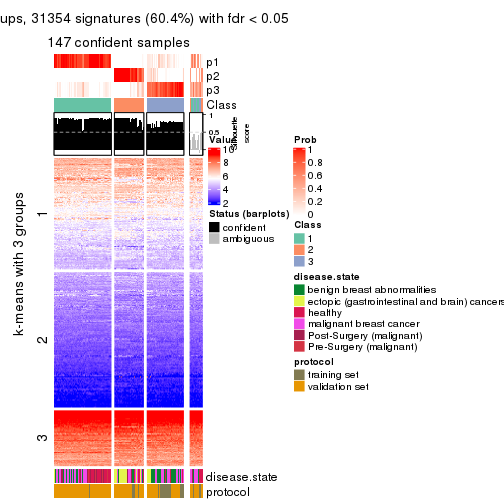 ups, 31354 signatures (60.4%) with fdr < 0.05
147 confident samples
p1
p2
p3
Class
1
0.5
0
Silhouette
score
k-means with 3 groups
1
2
3
disease.state
protocol
Value
10
8
6
4
2
Status (barplots)
confident
ambiguous
Prob
1
0.8
0.6
0.4
0.2
0
Class
1
2
3
disease.state
benign breast abnormalities
ectopic (gastrointestinal and brain) cancers
healthy
malignant breast cancer
Post-Surgery (malignant)
Pre-Surgery (malignant)
protocol
training set
validation set